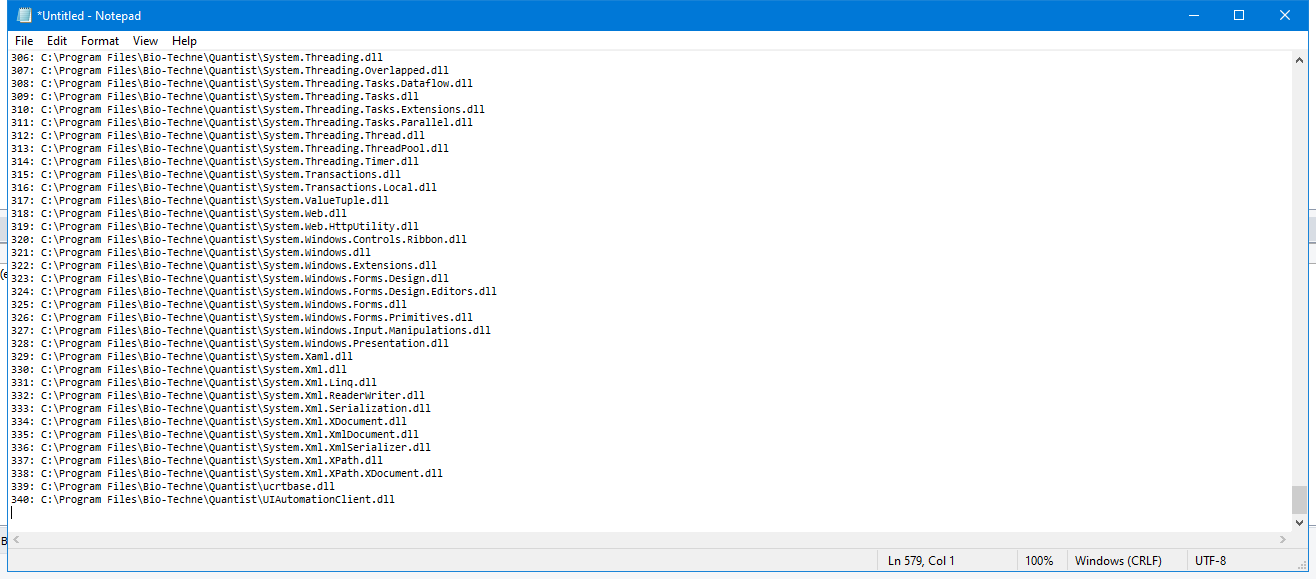 *Untitled - Notepad
File Edit Format View Help
306: C:\Program Files\Bio-Techne\Quantist\System.Threading.dll
307: C:\Program Files\Bio-Techne\Quantist\System.Threading.Overlapped.dll
308: C:\Program Files\Bio-Techne\Quantist\System.Threading.Tasks.Dataflow.dll
309: C:\Program Files\Bio-Techne\Quantist\System.Threading.Tasks.dll
310: C:\Program Files\Bio-Techne\Quantist\System.Threading.Tasks.Extensions.dll
311: C:\Program Files\Bio-Techne\Quantist\System.Threading.Tasks.Parallel.dll
312: C:\Program Files\Bio-Techne\Quantist\System.Threading.Thread.dll
313: C:\Program Files\Bio-Techne\Quantist\System.Threading.ThreadPool.dll
314: C:\Program Files\Bio-Techne\Quantist\System.Threading.Timer.dll
315: C:\Program Files\Bio-Techne\Quantist\System.Transactions.dll
316: C:\Program Files\Bio-Techne\Quantist\System.Transactions.Local.dll
317: C:\Program Files\Bio-Techne\Quantist\System.ValueTuple.dll
318: C:\Program Files\Bio-Techne\Quantist\System.Web.dll
319: C:\Program Files\Bio-Techne\Quantist\System.Web.HttpUtility.dll
320: C:\Program Files\Bio-Techne\Quantist\System.Windows.Controls.Ribbon.dll
321: C:\Program Files\Bio-Techne\Quantist\System.Windows.dll
322: C:\Program Files\Bio-Techne\Quantist\System.Windows.Extensions.dll
323: C:\Program Files\Bio-Techne\Quantist\System.Windows.Forms.Design.dll
324: C:\Program Files\Bio-Techne\Quantist\System.Windows.Forms.Design.Editors.dll
325: C:\Program Files\Bio-Techne\Quantist\System.Windows.Forms.dll
326: C:\Program Files\Bio-Techne\Quantist\System.Windows.Forms.Primitives.dll
327: C:\Program Files\Bio-Techne\Quantist\System.Windows.Input.Manipulations.dll
328: C:\Program Files\Bio-Techne\Quantist\System.Windows.Presentation.dll
329: C:\Program Files\Bio-Techne\Quantist\System.Xaml.dll
330: C:\Program Files\Bio-Techne\Quantist\System.Xml.dll
331: C:\Program Files\Bio-Techne\Quantist\System.Xml.Linq.dll
332: C:\Program Files\Bio-Techne\Quantist\System.Xml.ReaderWriter.dll
333: C:\Program Files\Bio-Techne\Quantist\System.Xml.Serialization.dll
334: C:\Program Files\Bio-Techne\Quantist\System.Xml.XDocument.dll
335: C:\Program Files\Bio-Techne\Quantist\System.Xml.XmlDocument.dll
336: C:\Program Files\Bio-Techne\Quantist\System.Xml.XmlSerializer.dll
337: C:\Program Files\Bio-Techne\Quantist\System.Xml.XPath.dll
338: C:\Program Files\Bio-Techne\Quantist\System.Xml.XPath.XDocument.dll
339: C:\Program Files\Bio-Techne\Quantist\ucrtbase.dll
340: C:\Program Files\Bio-Techne\Quantist\UIAutomationClient.dll
Ln 579, Col 1 100% Windows (CRLF) UTF-8